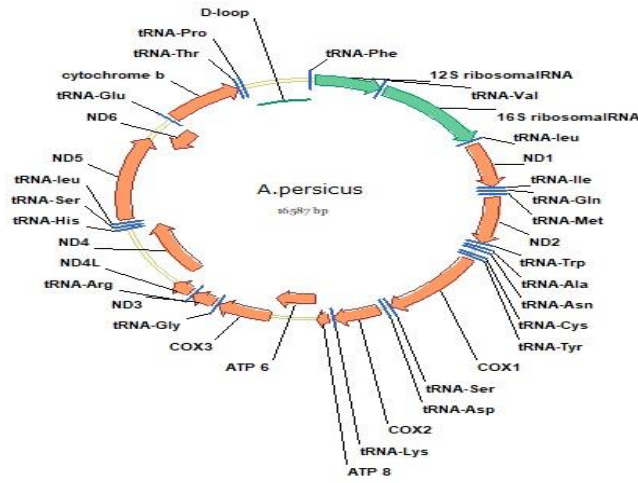 D-loop
tRNA-Pro
tRNA-Phe
tRNA-Thr
cytochrome b
12S ribosomalRNA
tRNA-Val
tRNA-Glu
16S ribosomalRNA
ND6
tRNA-leu
ND5
ND1
tRNA-leu
tRNA-Ile
tRNA-Ser
tRNA-Gln
tRNA-His
tRNA-Met
ND4
ND2
ND4L
tRNA-Trp
tRNA-Arg
tRNA-Ala
ND3
tRNA-Asn
tRNA-Gly
tRNA-Cys
COX3
tRNA-Tyr
ATP 6
COX1
tRNA-Ser
tRNA-Asp
COX2
tRNA-Lys
ATP 8
A.persicus
16587 bp